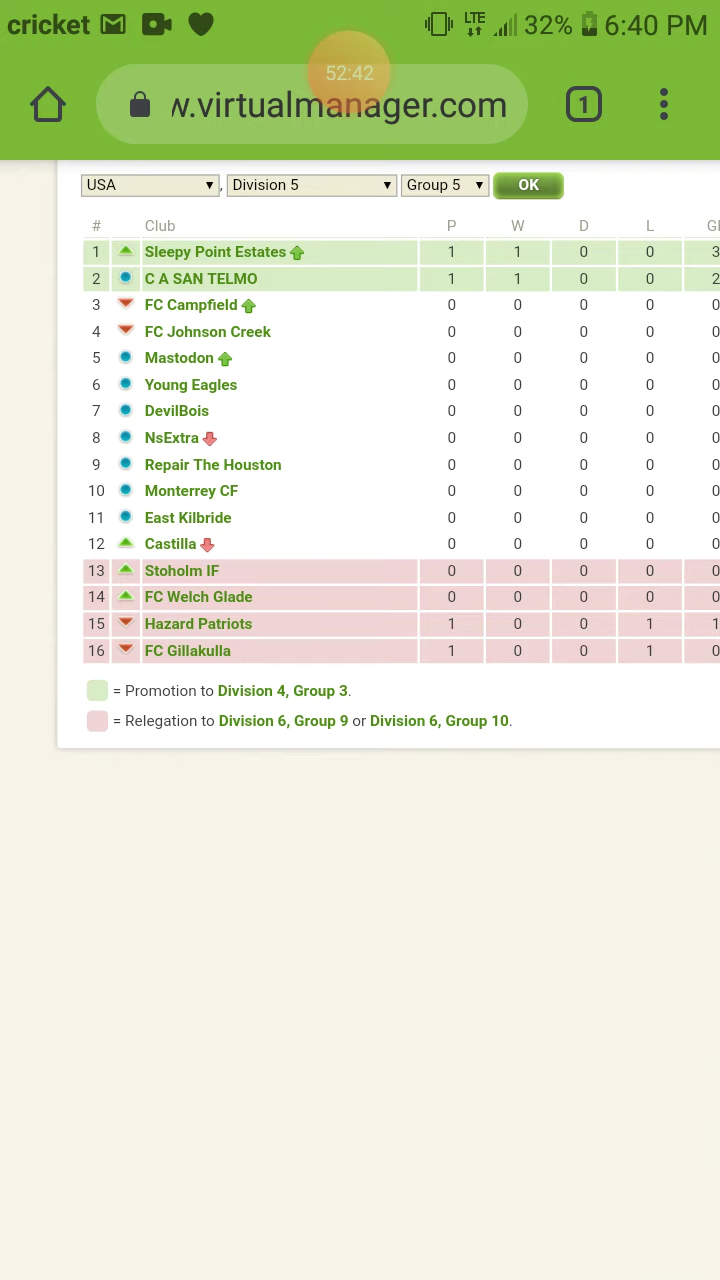 cricket LTE 32% 6:40 PM
52:42
w.virtualmanager.com 1
USA , Division 5 Group 5 OK
# Club P W D L
1 Sleepy Point Estates 1 1 0 0 3
2 C A SAN TELMO 1 1 0 0 2
3 FC Campfield 0 0 0 0 0
4 FC Johnson Creek 0 0 0 0 0
5 Mastodon 0 0 0 0 0
6 Young Eagles 0 0 0 0 0
7 DevilBois 0 0 0 0 0
8 NsExtra 0 0 0 0 0
9 Repair The Houston 0 0 0 0 0
10 Monterrey CF 0 0 0 0 0
11 East Kilbride 0 0 0 0 0
12 Castilla 0 0 0 0 0
13 Stoholm IF 0 0 0 0 0
14 FC Welch Glade 0 0 0 0 0
15 Hazard Patriots 1 0 0 1 1
16 FC Gillakulla 1 0 0 1 0
= Promotion to Division 4, Group 3.
= Relegation to Division 6, Group 9 or Division 6, Group 10.